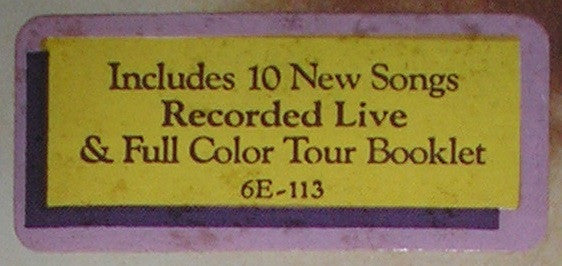 Includes 10 New Songs
Recorded Live
& Full Color Tour Booklet
6E-113